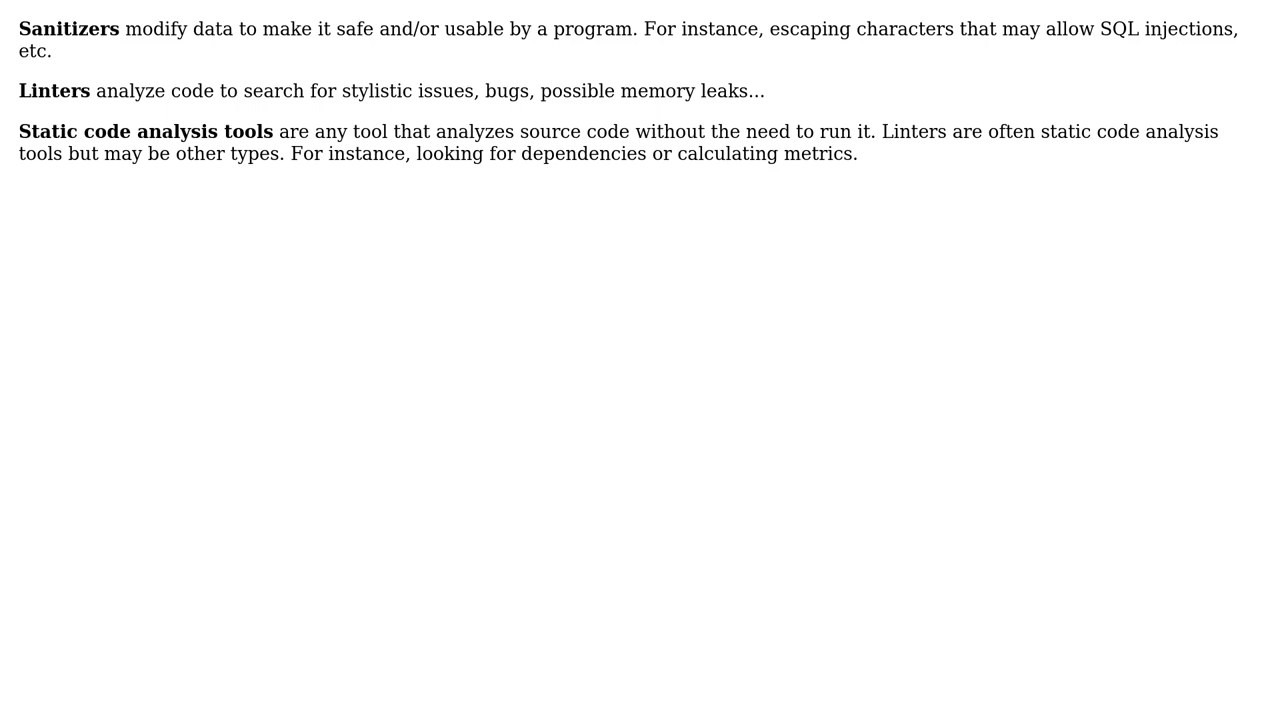 Sanitizers modify data to make it safe and/or usable by a program. For instance, escaping characters that may allow SQL injections,
etc.
Linters analyze code to search for stylistic issues, bugs, possible memory leaks...
Static code analysis tools are any tool that analyzes source code without the need to run it. Linters are often static code analysis
tools but may be other types. For instance, looking for dependencies or calculating metrics.